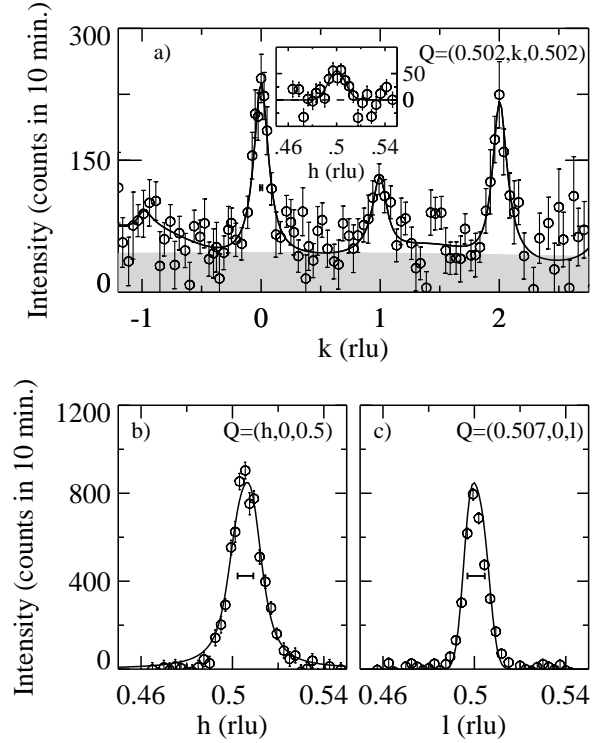 300
a)
Q=(0.502,k,0.502)
50
0
.46 .5 .54
h (rlu)
150
0
Intensity (counts in 10 min.)
-1 0 1 2
k (rlu)
1200
b)
Q=(h,0,0.5)
c)
Q=(0.507,0,l)
800
400
0
Intensity (counts in 10 min.)
0.46 0.5 0.54
h (rlu)
0.46 0.5 0.54
l (rlu)